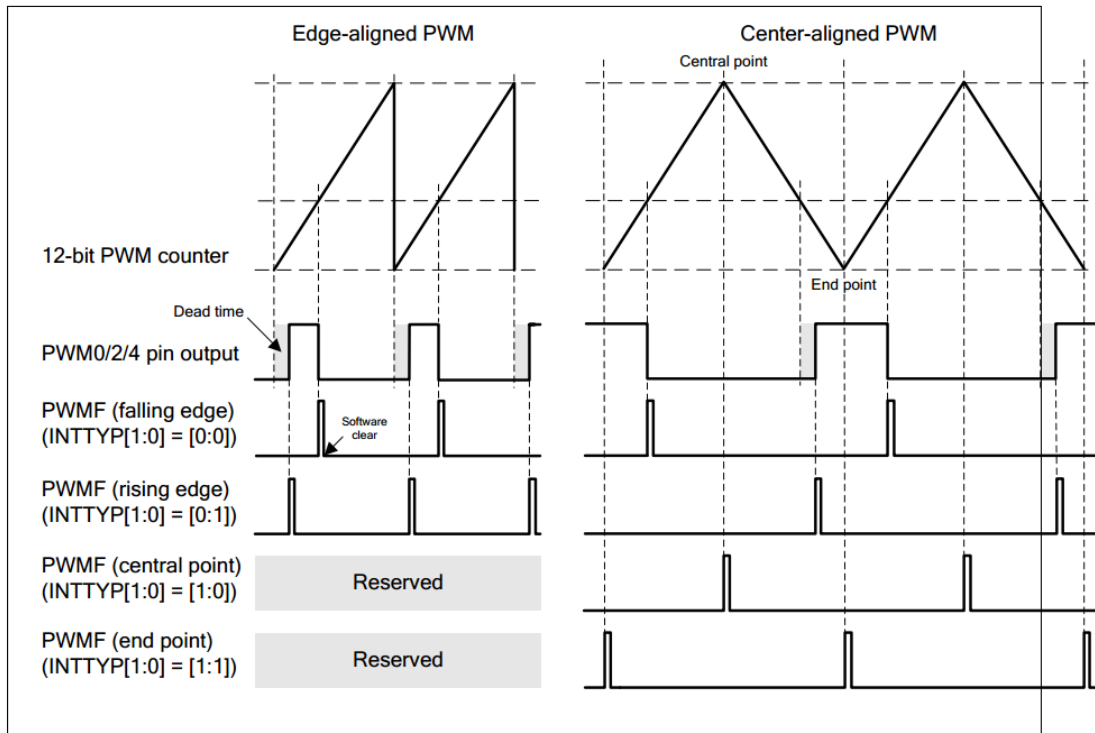 Edge-aligned PWM
Center-aligned PWM
Central point
12-bit PWM counter
End point
Dead time
PWM0/2/4 pin output
PWMF (falling edge)
(INTTYP[1:0] = [0:0])
Software
clear
PWMF (rising edge)
(INTTYP[1:0] = [0:1])
PWMF (central point)
(INTTYP[1:0] = [1:0])
Reserved
PWMF (end point)
(INTTYP[1:0] = [1:1])
Reserved